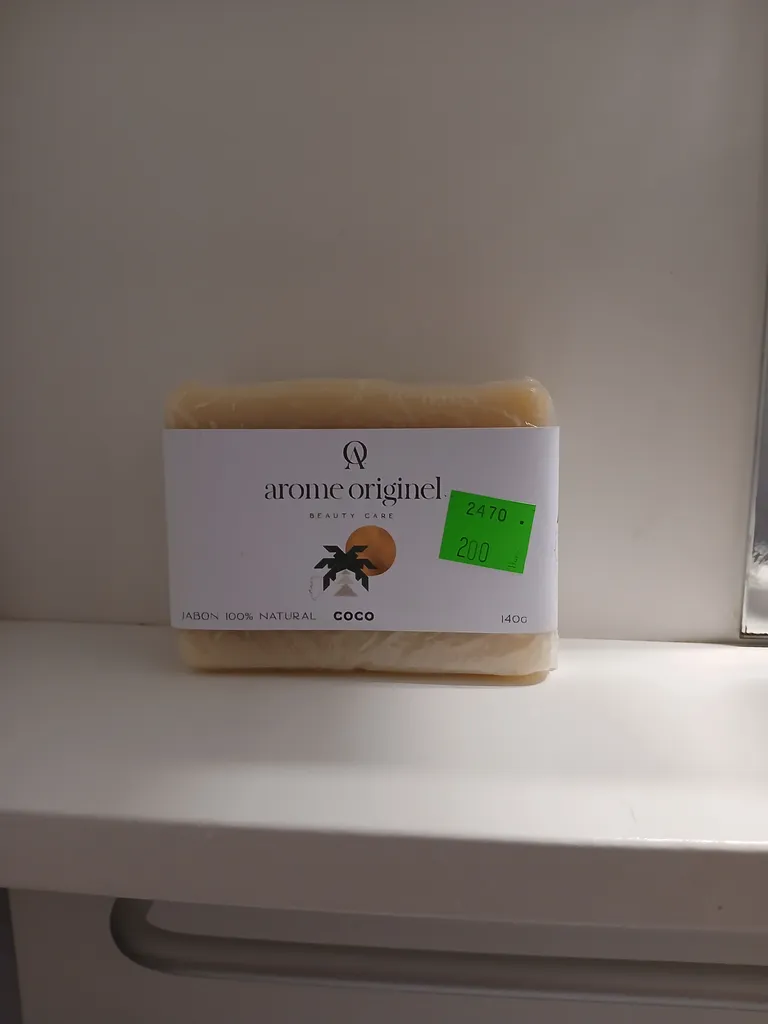 arome originel
BEAUTY CARE
2470
200
JABON 100% NATURAL COCO 140G